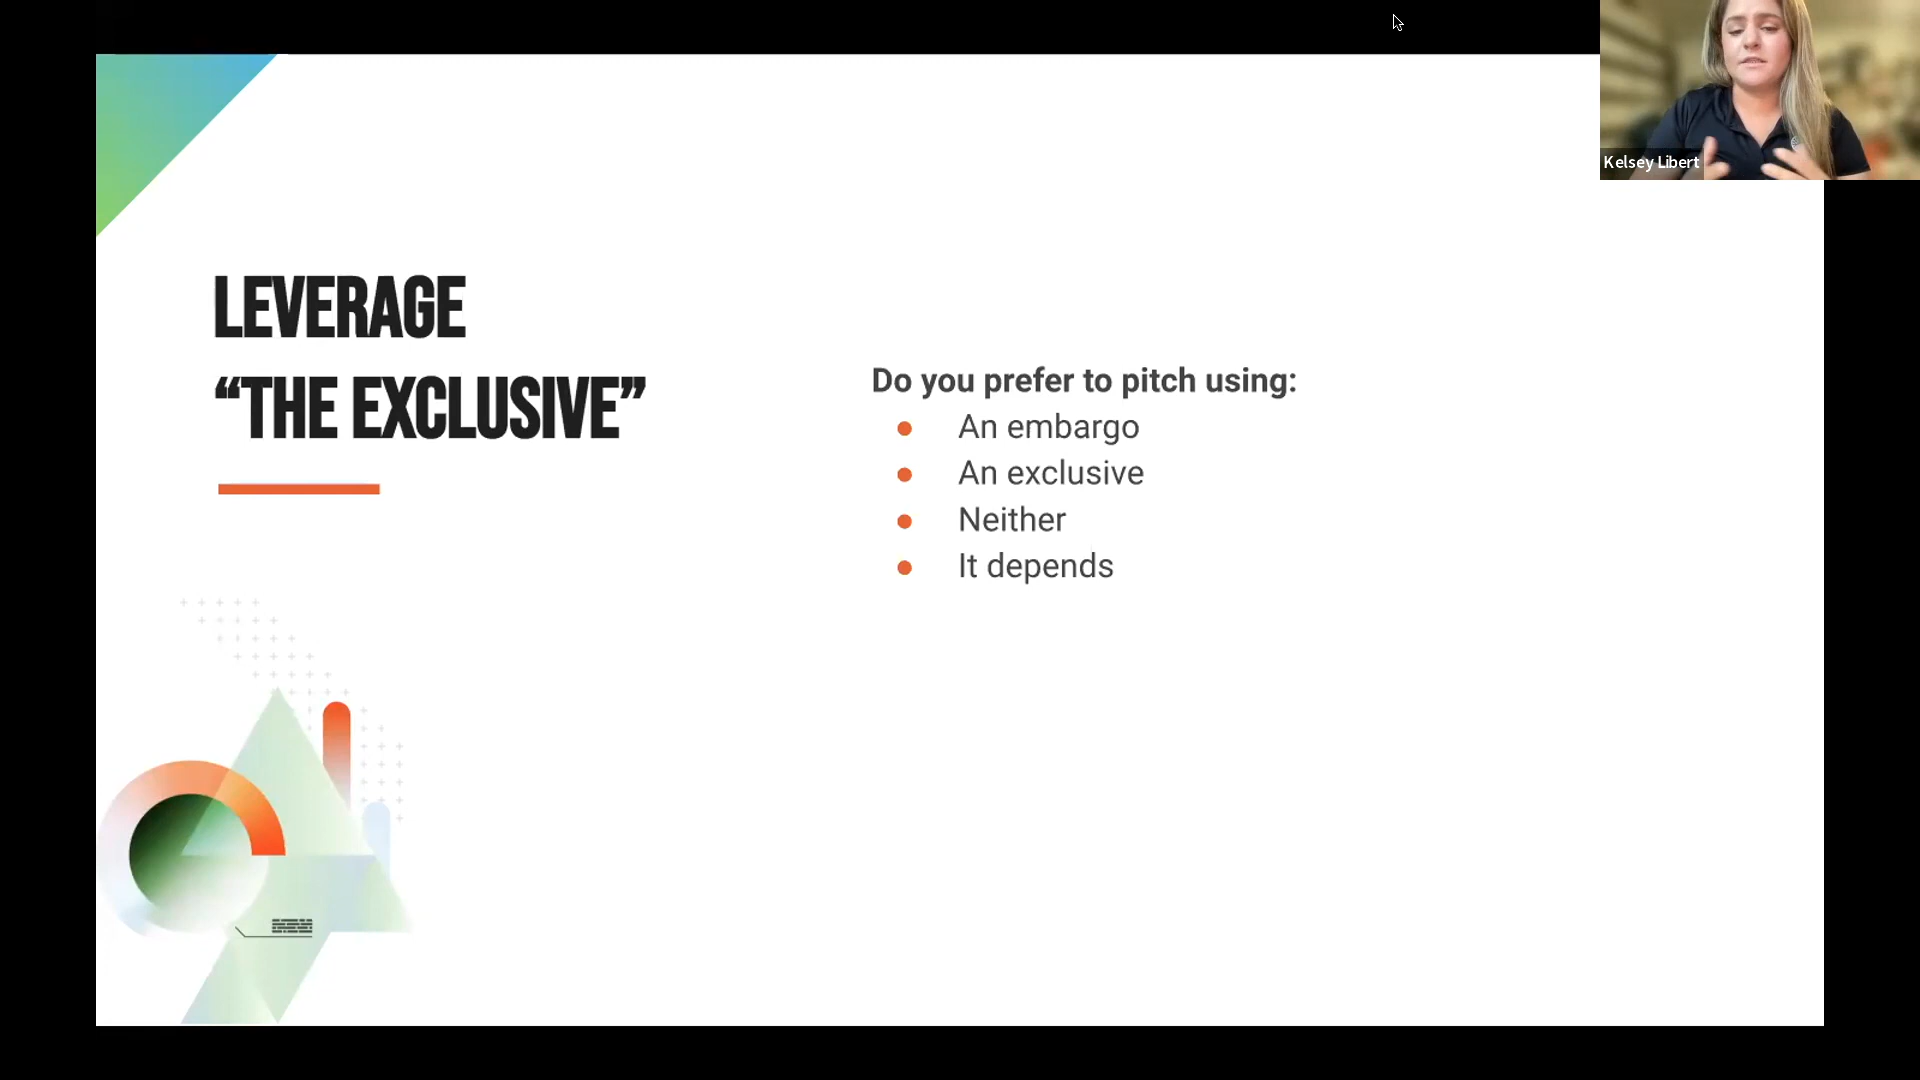 Kelsey Libert
LEVERAGE
“THE EXCLUSIVE”
Do you prefer to pitch using:
● An embargo
● An exclusive
● Neither
● It depends